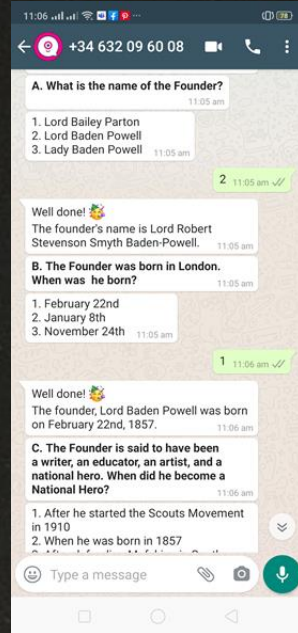 11:06
+34 632 09 60 08
A. What is the name of the Founder?
11:05 am
1. Lord Bailey Parton
2. Lord Baden Powell
3. Lady Baden Powell 11:05 am
2 11:05 am
Well done!
The founder's name is Lord Robert
Stevenson Smyth Baden-Powell. 11:05 am
B. The Founder was born in London.
When was he born? 11:05 am
1. February 22nd
2. January 8th
3. November 24th 11:05 am
1 11:06 am
Well done!
The founder, Lord Baden Powell was born
on February 22nd, 1857. 11:06 am
C. The Founder is said to have been
a writer, an educator, an artist, and a
national hero. When did he become a
National Hero? 11:06 am
1. After he started the Scouts Movement
in 1910
2. When he was born in 1857
Type a message